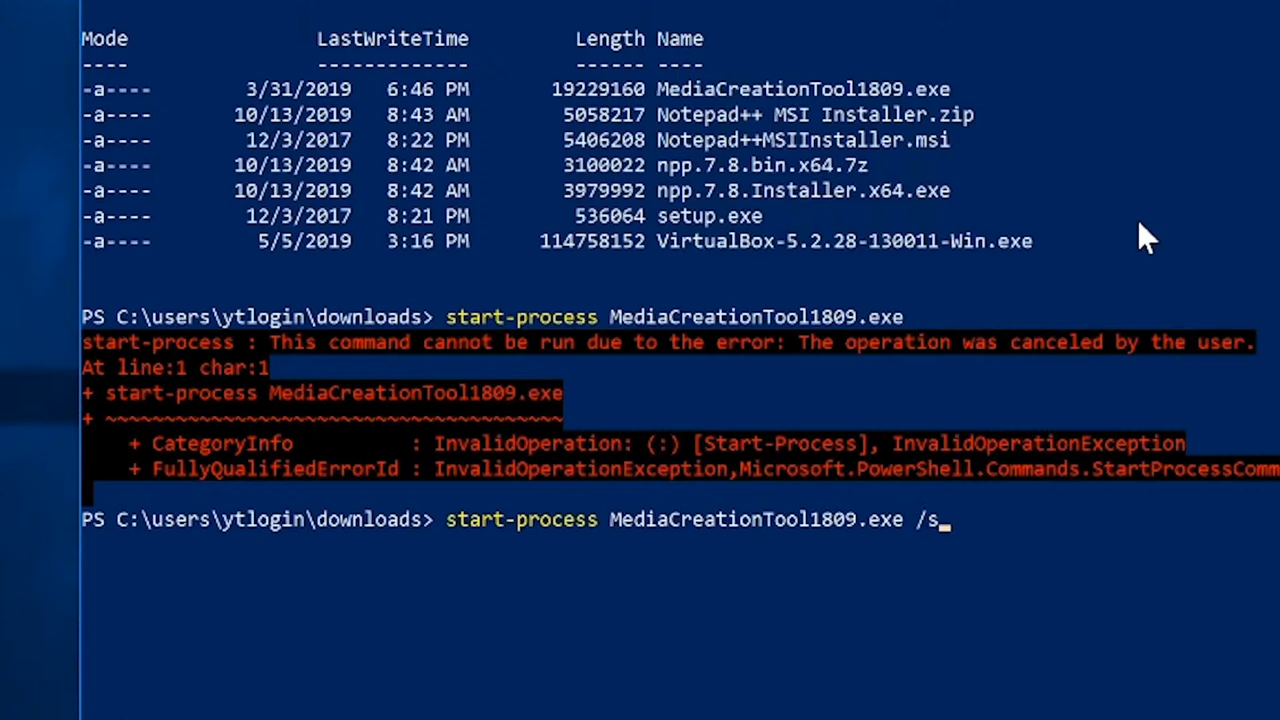 Mode LastWriteTime Length Name
---- ------------- ------ ----
-a---- 3/31/2019 6:46 PM 19229160 MediaCreationTool1809.exe
-a---- 10/13/2019 8:43 AM 5058217 Notepad++ MSI Installer.zip
-a---- 12/3/2017 8:22 PM 5406208 Notepad++MSIInstaller.msi
-a---- 10/13/2019 8:42 AM 3100022 npp.7.8.bin.x64.7z
-a---- 10/13/2019 8:42 AM 3979992 npp.7.8.Installer.x64.exe
-a---- 12/3/2017 8:21 PM 536064 setup.exe
-a---- 5/5/2019 3:16 PM 114758152 VirtualBox-5.2.28-130011-Win.exe
PS C:\users\ytlogin\downloads> start-process MediaCreationTool1809.exe
start-process : This command cannot be run due to the error: The operation was canceled by the user.
At line:1 char:1
+ start-process MediaCreationTool1809.exe
+ ~~~~~~~~~~~~~~~~~~~~~~~~~~~~~~~~~~~~~~~
+ CategoryInfo : InvalidOperation: (:) [Start-Process], InvalidOperationException
+ FullyQualifiedErrorId : InvalidOperationException,Microsoft.PowerShell.Commands.StartProcessComm
PS C:\users\ytlogin\downloads> start-process MediaCreationTool1809.exe /s_